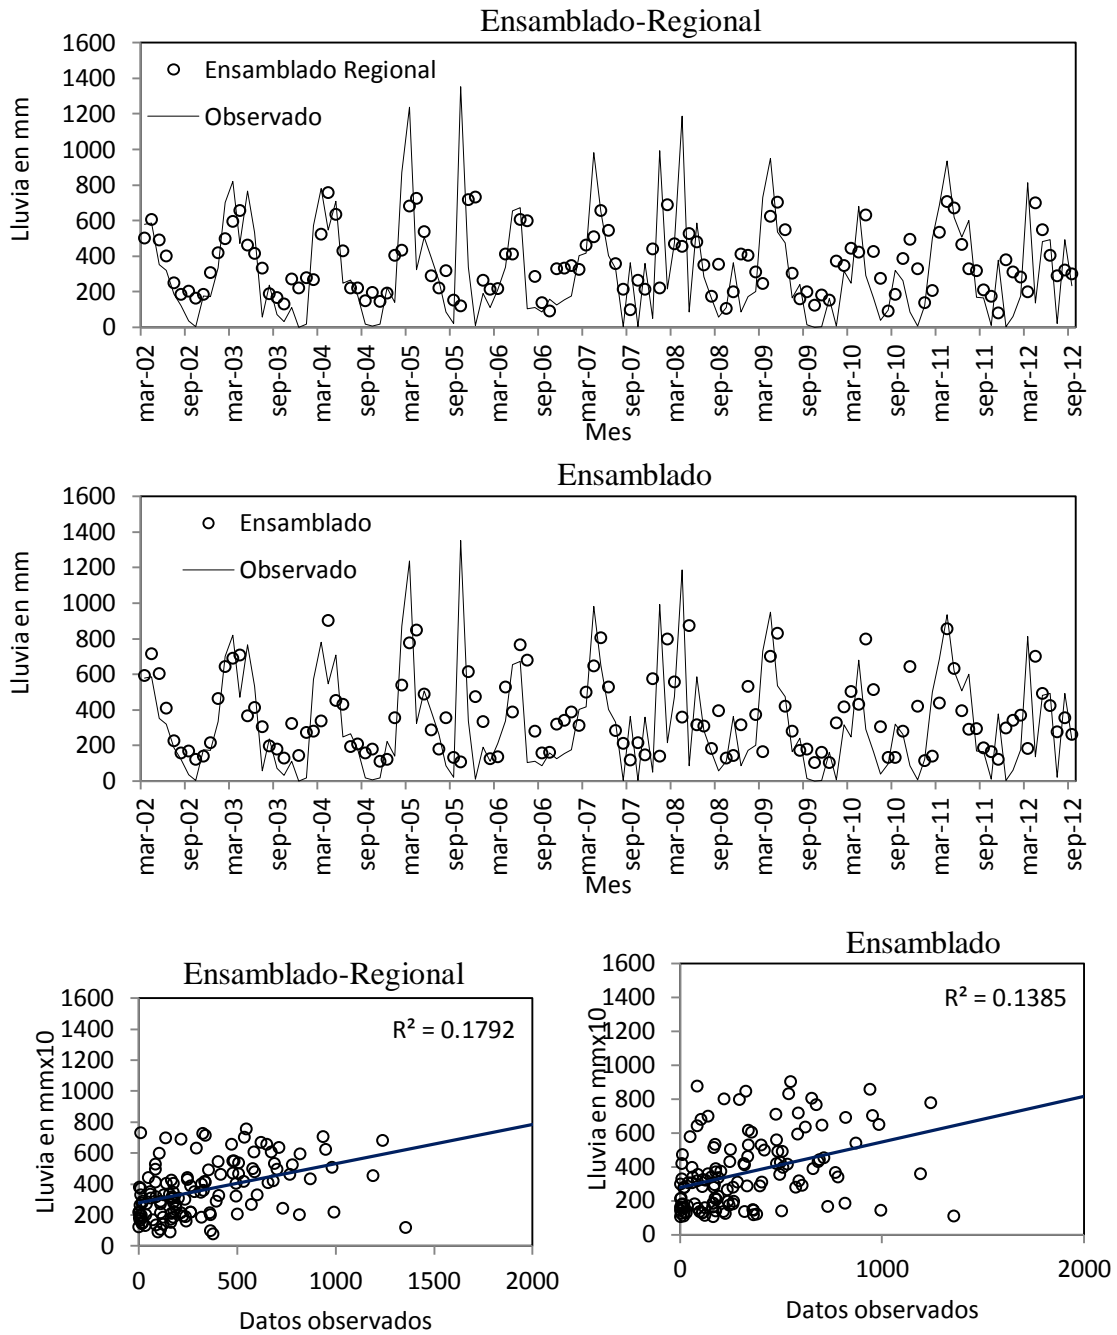 Ensamblado-Regional
Lluvia en mm
1600
1400
1200
1000
800
600
400
200
0
Ensamblado Regional
Observado
mar-02
sep-02
mar-03
sep-03
mar-04
sep-04
mar-05
sep-05
mar-06
sep-06
mar-07
sep-07
mar-08
sep-08
mar-09
sep-09
mar-10
sep-10
mar-11
sep-11
mar-12
sep-12
Mes
Ensamblado
Lluvia en mm
1600
1400
1200
1000
800
600
400
200
0
Ensamblado
Observado
mar-02
sep-02
mar-03
sep-03
mar-04
sep-04
mar-05
sep-05
mar-06
sep-06
mar-07
sep-07
mar-08
sep-08
mar-09
sep-09
mar-10
sep-10
mar-11
sep-11
mar-12
sep-12
Mes
Ensamblado-Regional
Lluvia en mmx10
1600
1400
1200
1000
800
600
400
200
0
R² = 0.1792
0
500
1000
1500
2000
Datos observados
Ensamblado
Lluvia en mmx10
1600
1400
1200
1000
800
600
400
200
0
R² = 0.1385
0
1000
2000
Datos observados